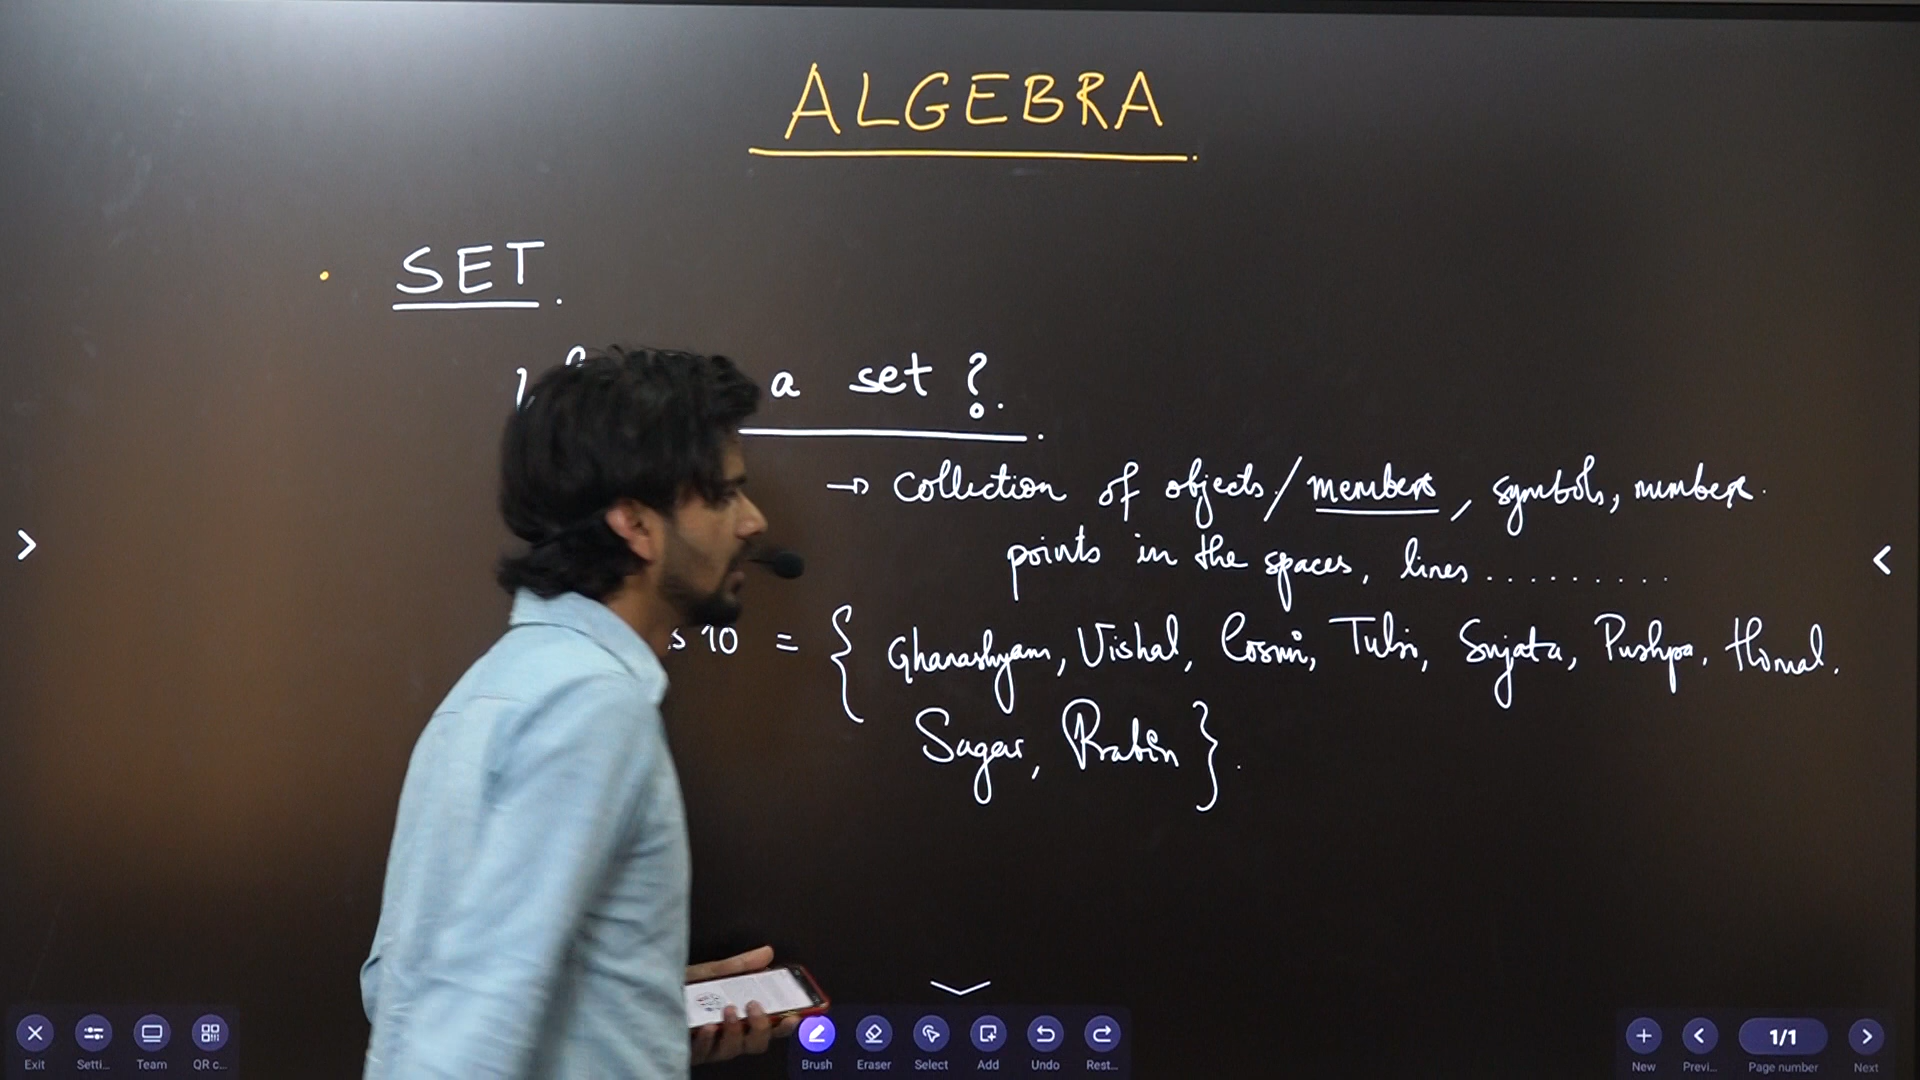 ALGEBRA
SET.
a set ?
→ collection of objects / members, symbols, numbers.
points in the spaces, lines .........
s 10 = { Ghanashyam, Vishal, Tulsi, Sujata, Pushpa, Homal.
Sagar, Rabin }.
Exit Setti... Team QR c... Brush Eraser Select Add Undo Rest... New Previ... 1/1 Page number Next